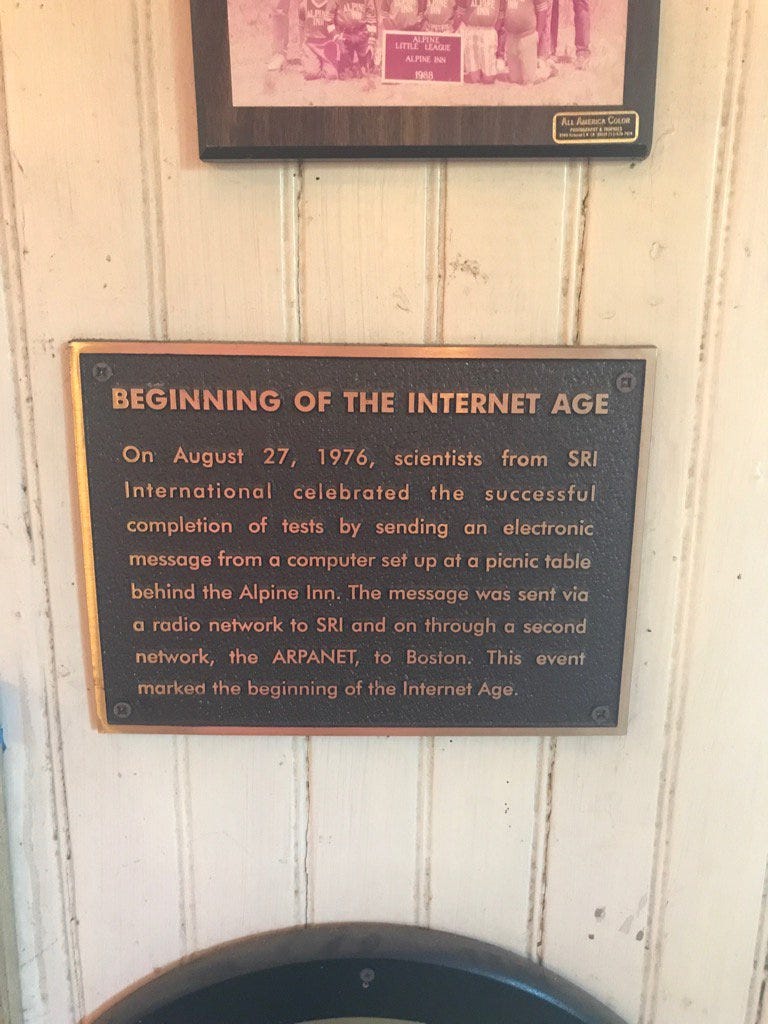 ALPINE
LITTLE LEAGUE
ALPINE INN
1988
ALL AMERICA COLOR
BEGINNING OF THE INTERNET AGE
On August 27, 1976, scientists from SRI
International celebrated the successful
completion of tests by sending an electronic
message from a computer set up at a picnic table
behind the Alpine Inn. The message was sent via
a radio network to SRI and on through a second
network, the ARPANET, to Boston. This event
marked the beginning of the Internet Age.